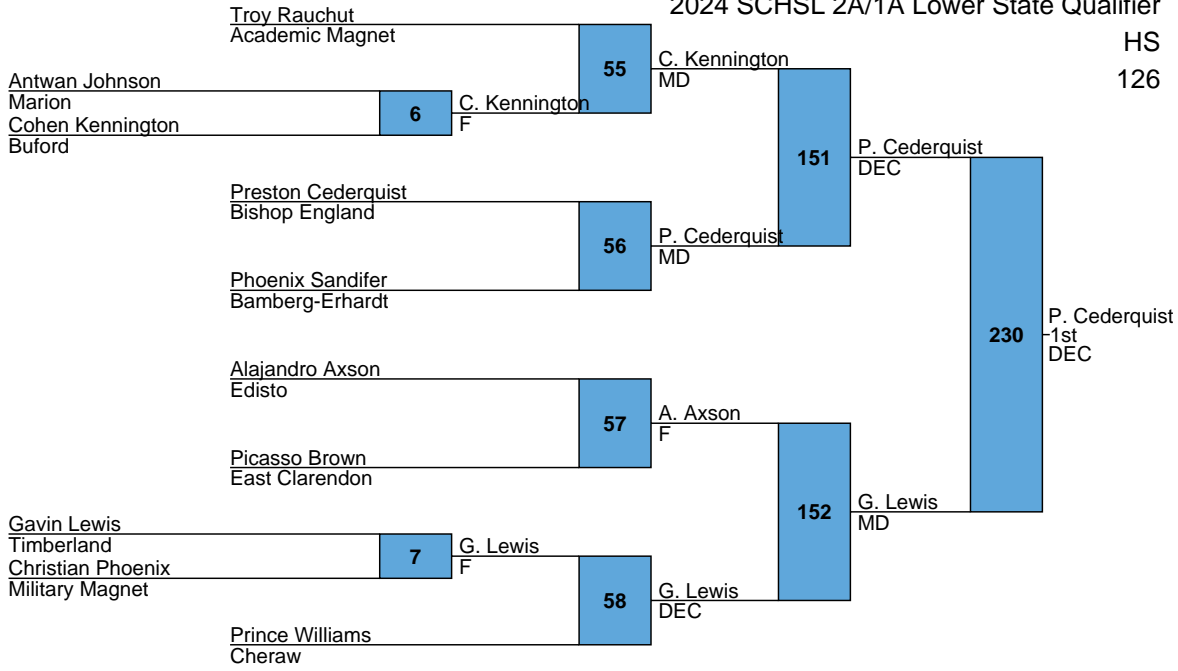 2024 SCHSL 2A/1A Lower State Qualifier
HS
126
Troy Rauchut
Academic Magnet
55
C. Kennington
MD
Antwan Johnson
Marion
6
C. Kennington
F
Cohen Kennington
Buford
151
P. Cederquist
DEC
Preston Cederquist
Bishop England
56
P. Cederquist
MD
Phoenix Sandifer
Bamberg-Erhardt
230
P. Cederquist
1st
DEC
Alajandro Axson
Edisto
57
A. Axson
F
Picasso Brown
East Clarendon
152
G. Lewis
MD
Gavin Lewis
Timberland
7
G. Lewis
F
Christian Phoenix
Military Magnet
58
G. Lewis
DEC
Prince Williams
Cheraw